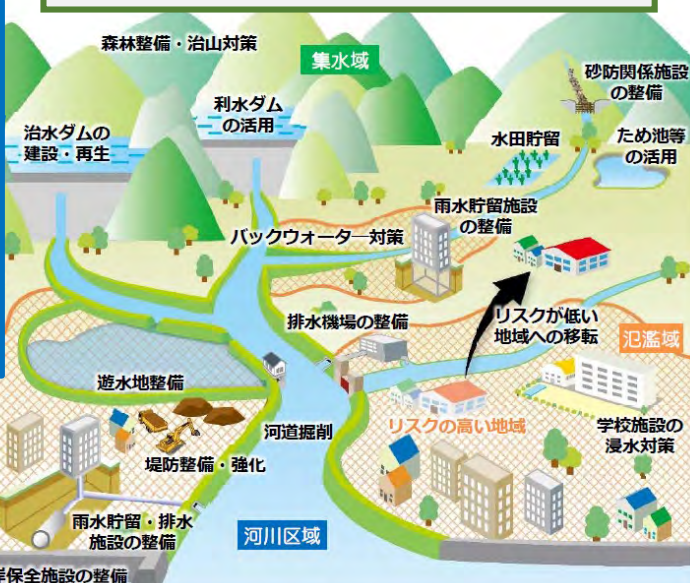 森林整備・治山対策
集水域
砂防関係施設
の整備
利水ダム
の活用
治水ダムの
建設・再生
水田貯留
ため池等
の活用
雨水貯留施設
の整備
バックウォーター対策
排水機場の整備
リスクが低い
地域への移転
氾濫域
遊水地整備
リスクの高い地域
学校施設の
浸水対策
河道掘削
堤防整備・強化
雨水貯留・排水
施設の整備
河川区域
岸保全施設の整備